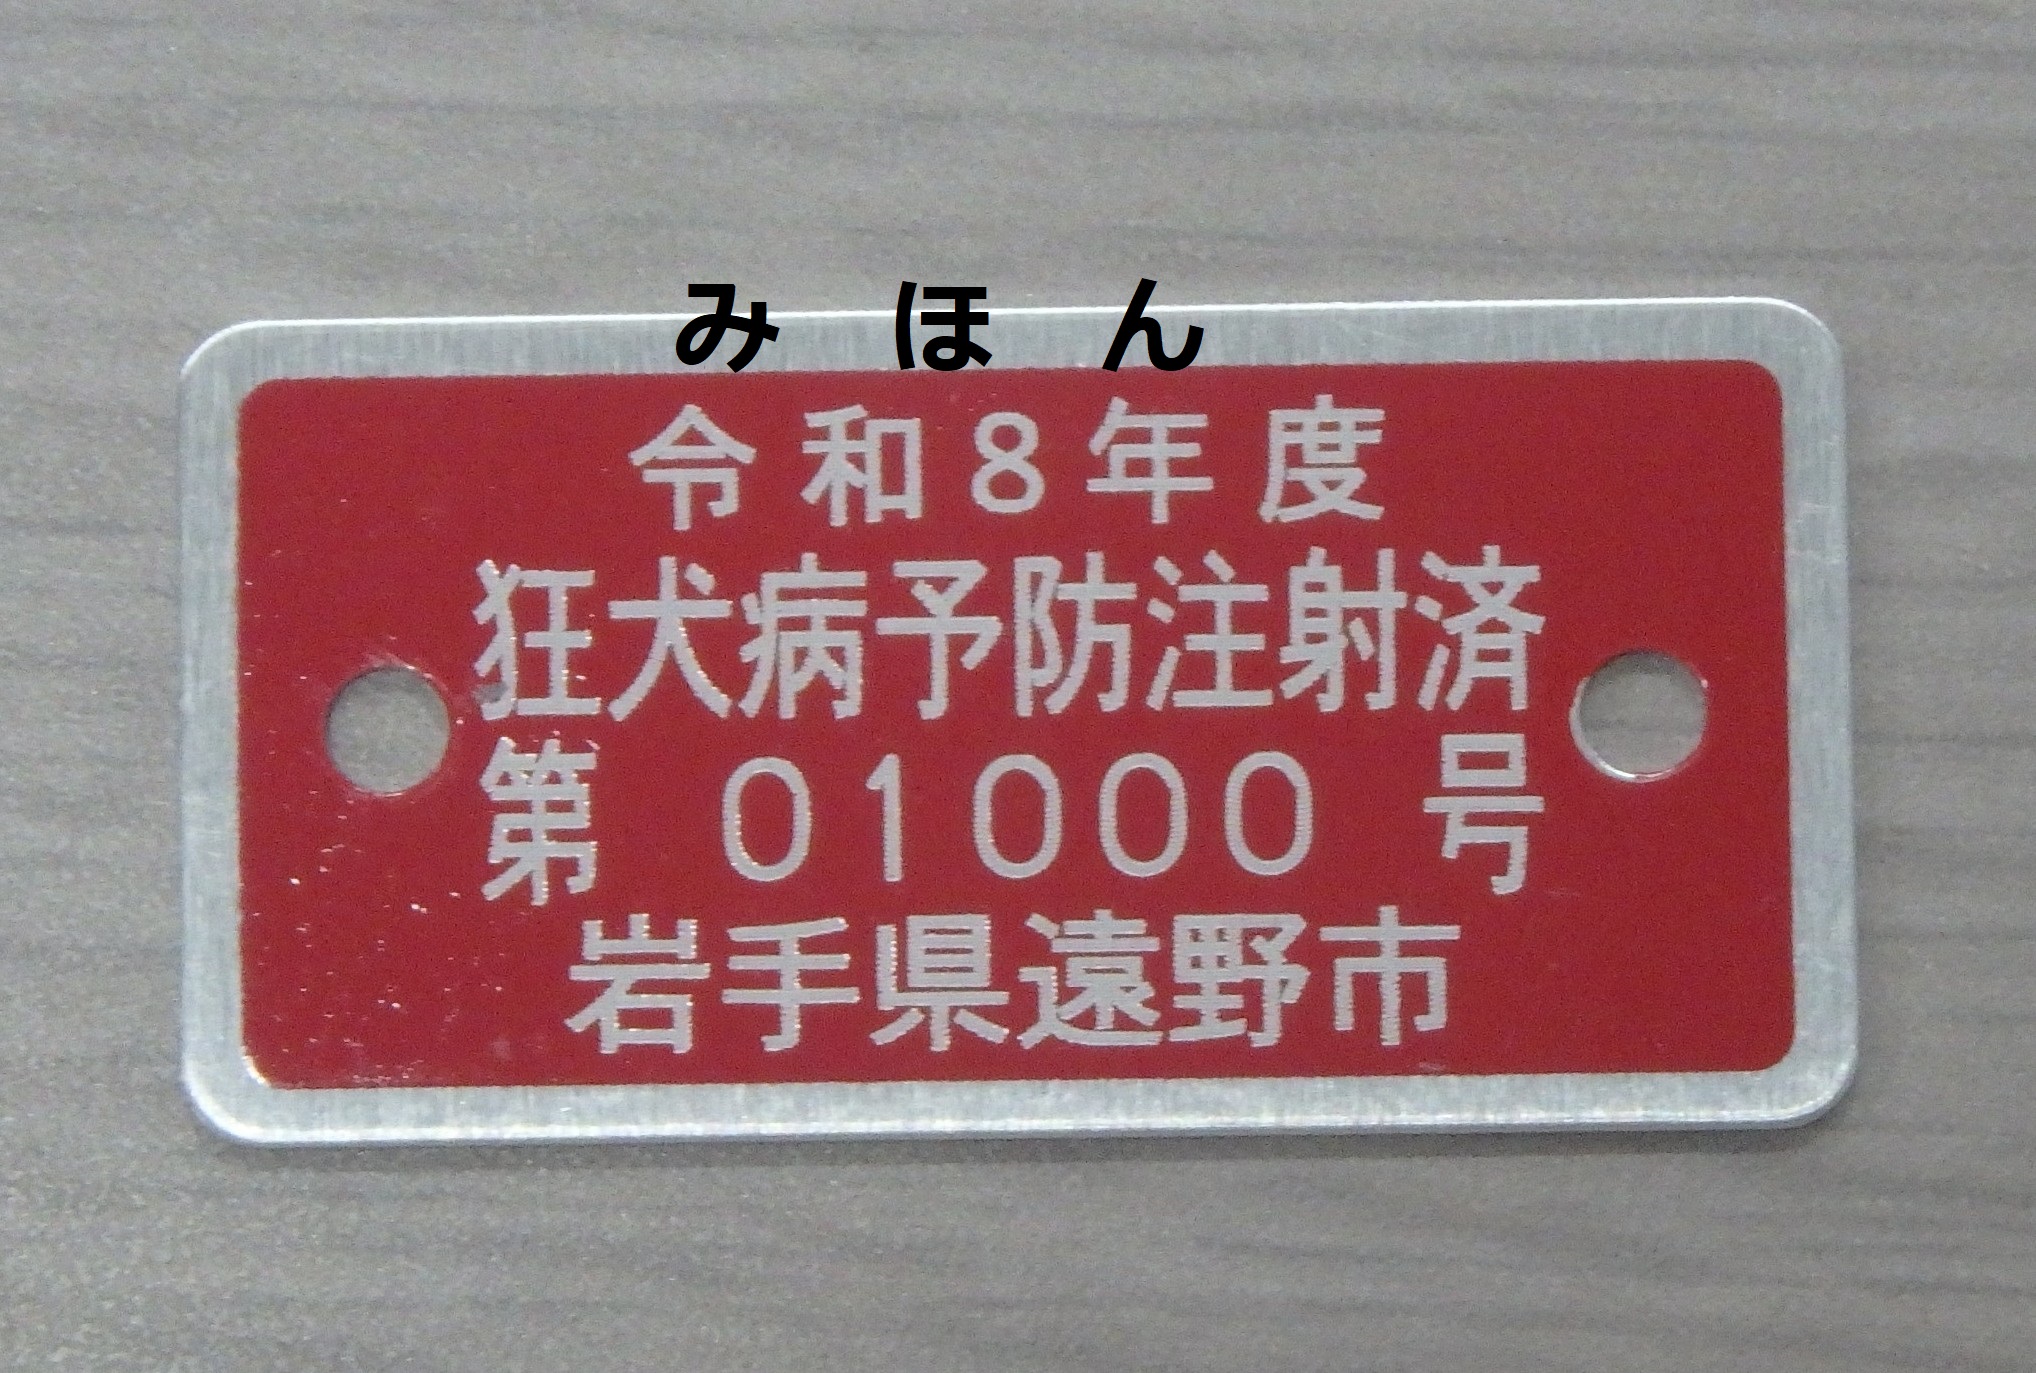 みほん
令和8年度
狂犬病予防注射済
第 01000 号
岩手県遠野市